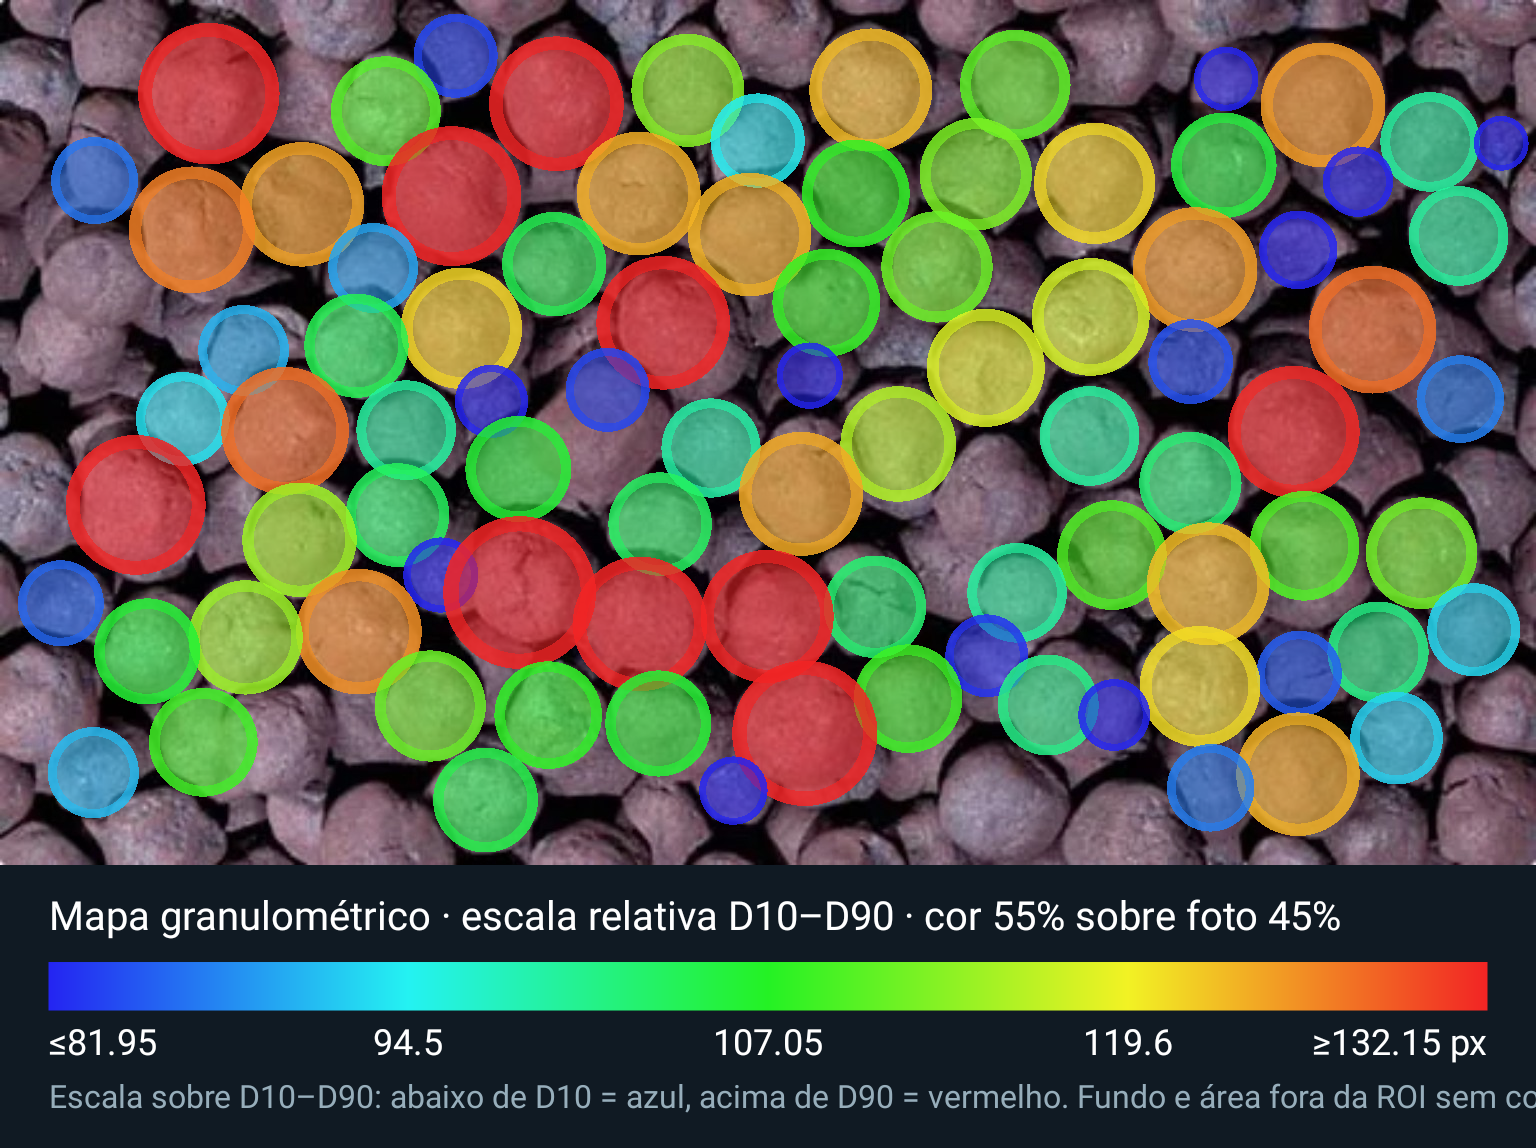 Mapa granulométrico · escala relativa D10–D90 · cor 55% sobre foto 45%
≤81.95 94.5 107.05 119.6 ≥132.15 px
Escala sobre D10–D90: abaixo de D10 = azul, acima de D90 = vermelho. Fundo e área fora da ROI sem